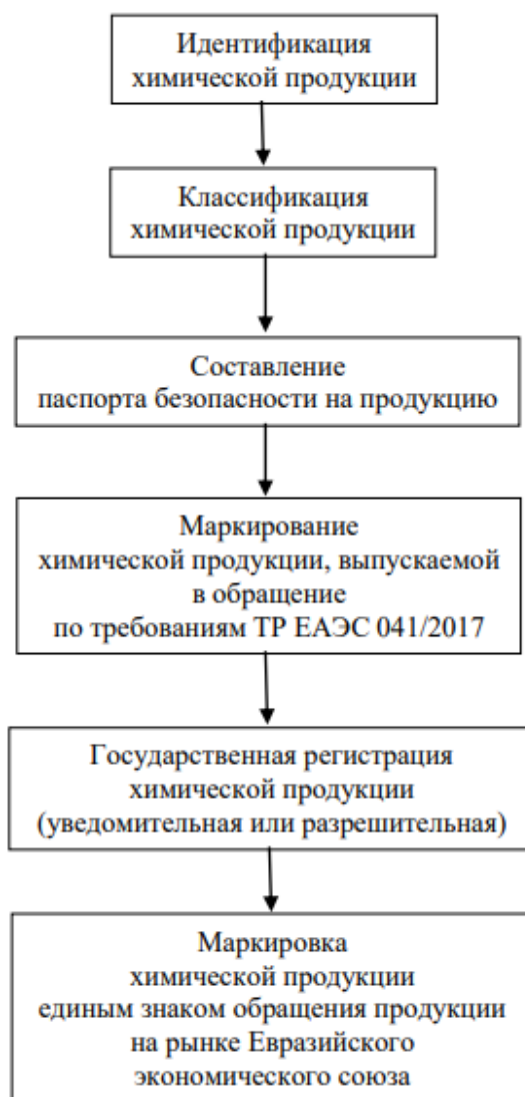 Идентификация
химической продукции
Классификация
химической продукции
Составление
паспорта безопасности на продукцию
Маркирование
химической продукции, выпускаемой
в обращение
по требованиям ТР ЕАЭС 041/2017
Государственная регистрация
химической продукции
(уведомительная или разрешительная)
Маркировка
химической продукции
единым знаком обращения продукции
на рынке Евразийского
экономического союза